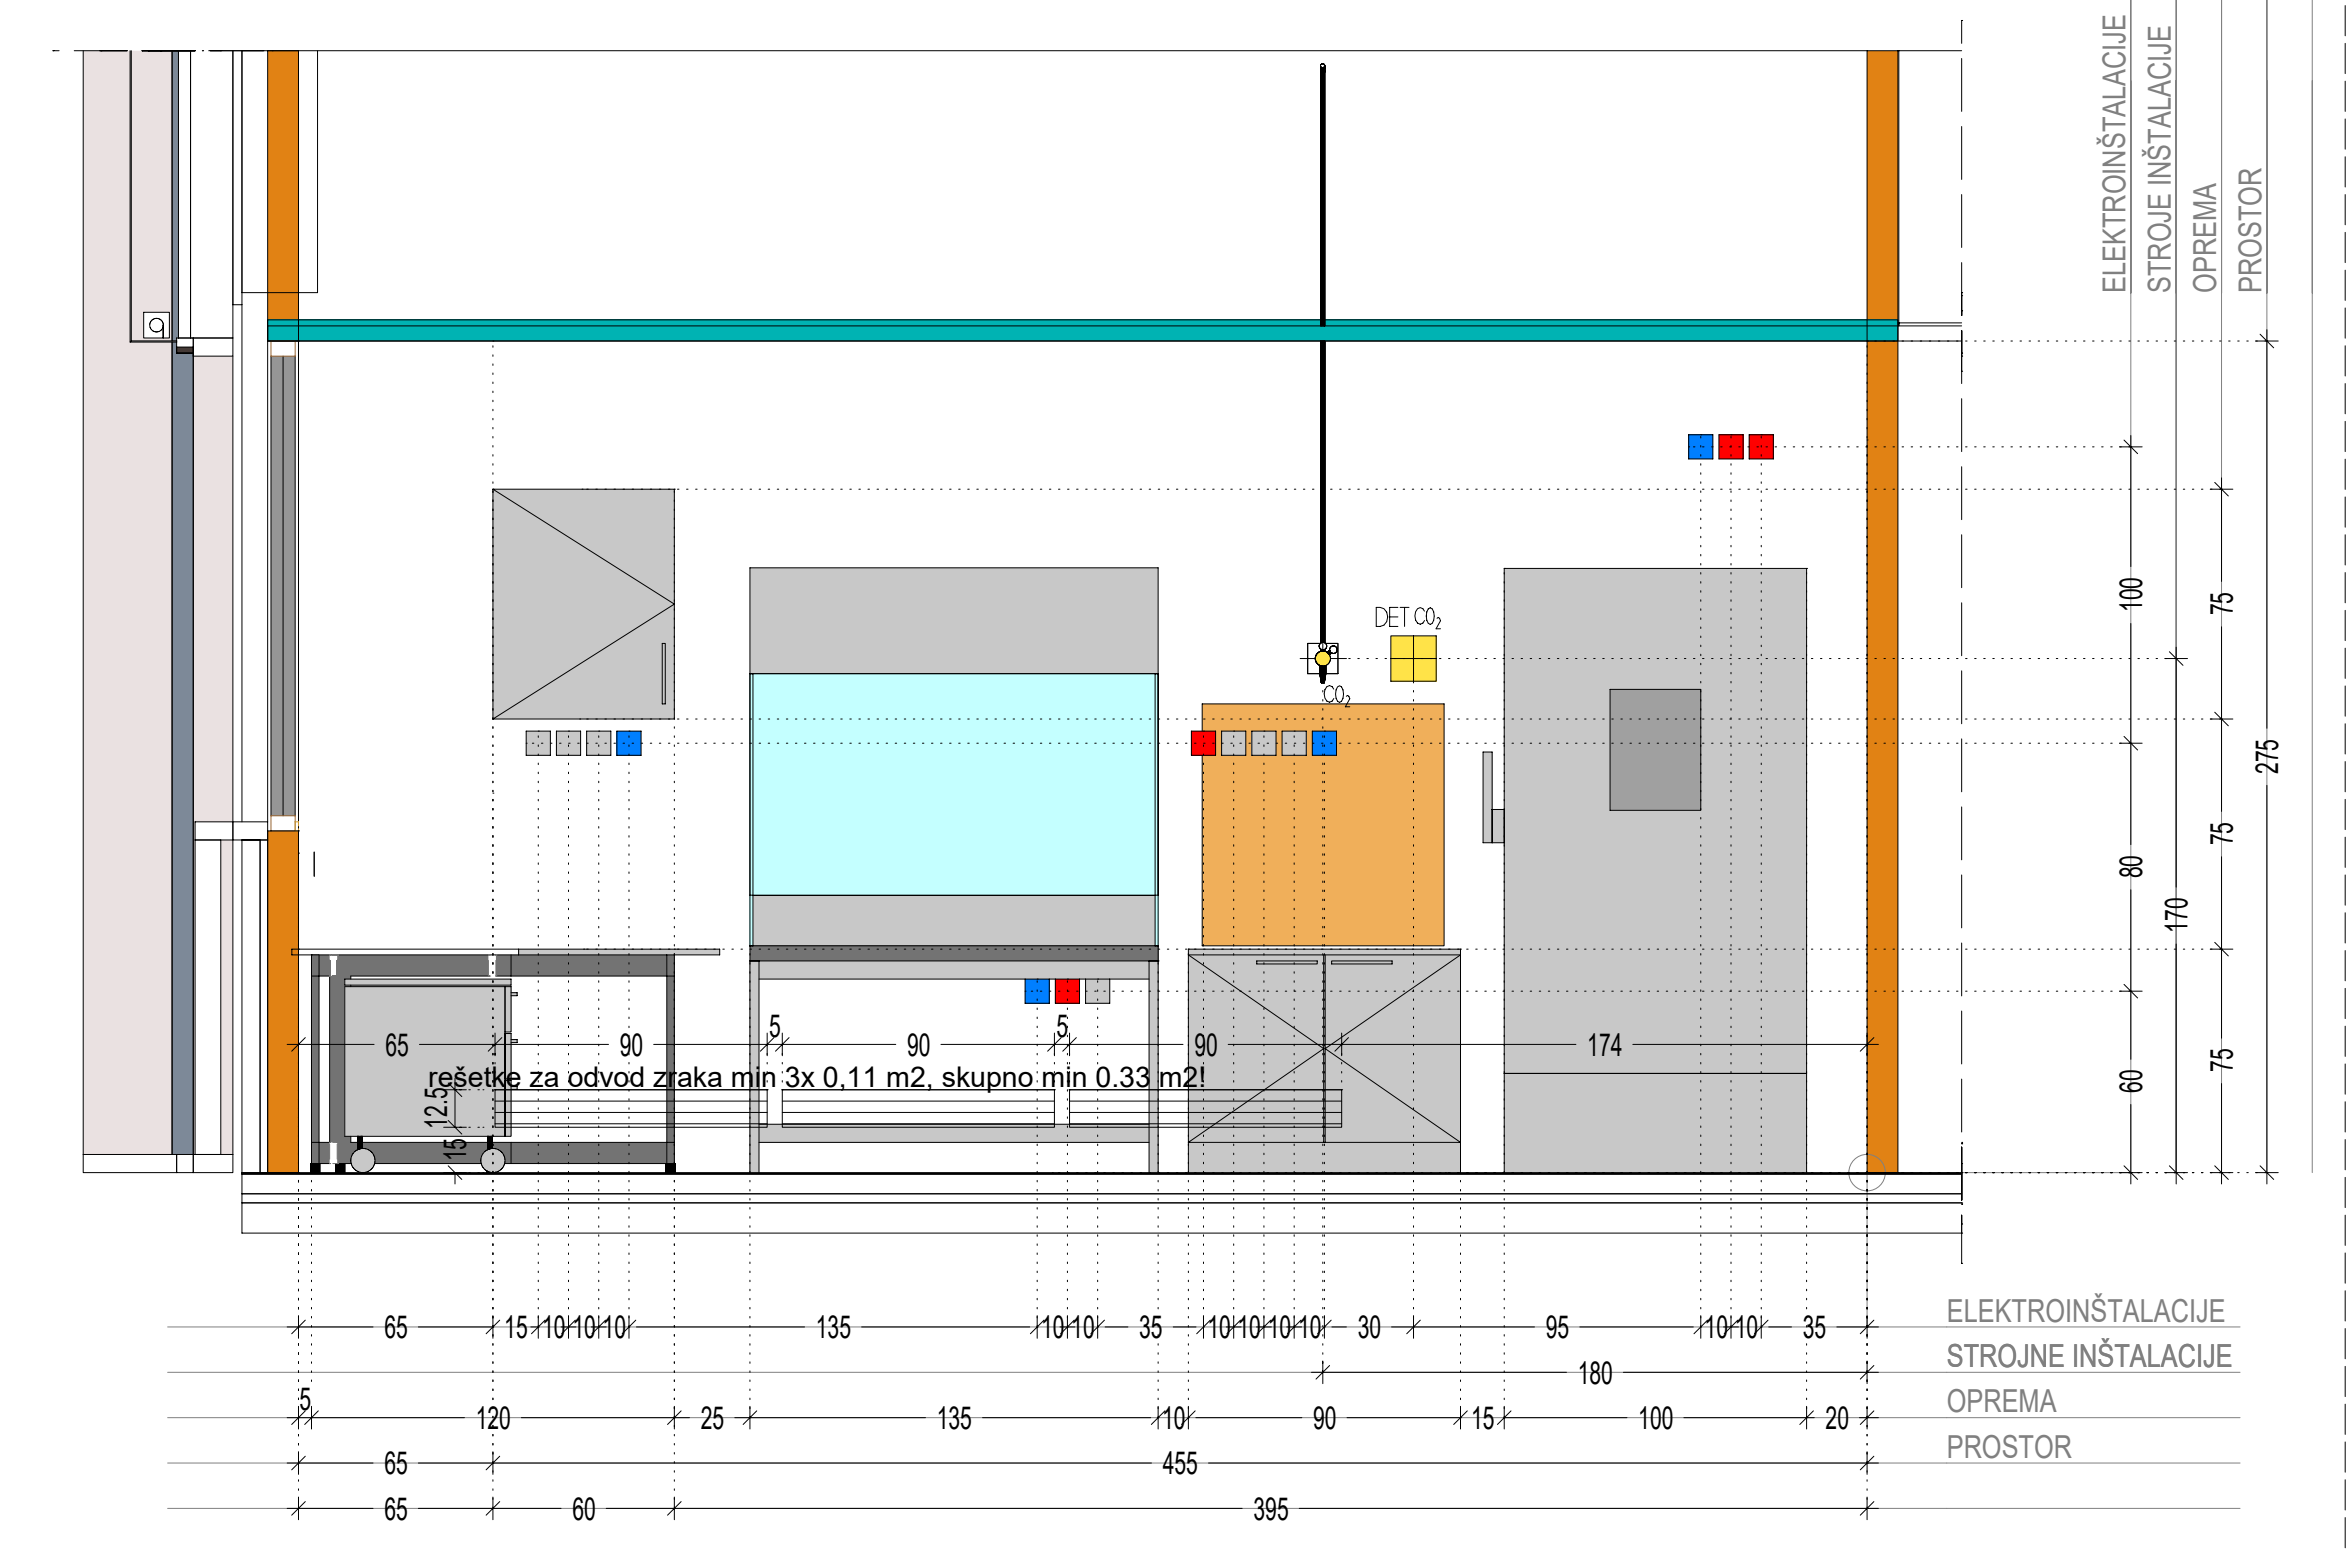 ELEKTROINŠTALACIJE
STROJE INŠTALACIJE
OPREMA
PROSTOR
DET CO₂
CO₂
100
75
275
75
80
170
75
60
5
5
65
90
90
90
174
rešetke za odvod zraka min 3x 0,11 m2, skupno min 0.33 m2!
12.5
15
ELEKTROINŠTALACIJE
65 15 10 10 10 135 10 10 35 10 10 10 10 30 95 10 10 35
STROJNE INŠTALACIJE
180
OPREMA
5 120 25 135 10 90 15 100 20
PROSTOR
65 455
65 60 395